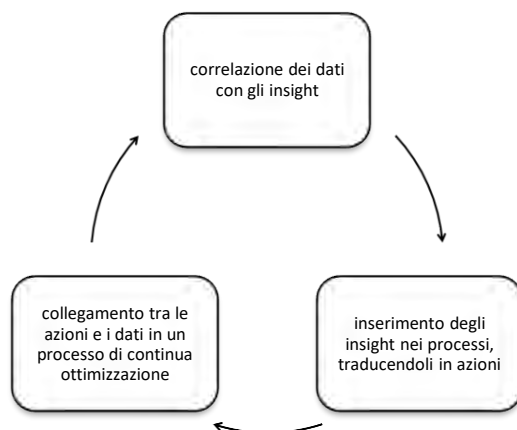 correlazione dei dati
con gli insight
collegamento tra le
azioni e i dati in un
processo di continua
ottimizzazione
inserimento degli
insight nei processi,
traducendoli in azioni